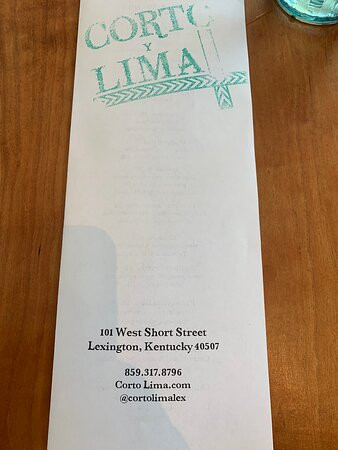 CORTO
Y
LIMA
101 West Short Street
Lexington, Kentucky 40507
859.317.8796
Corto Lima.com
@cortolimalex